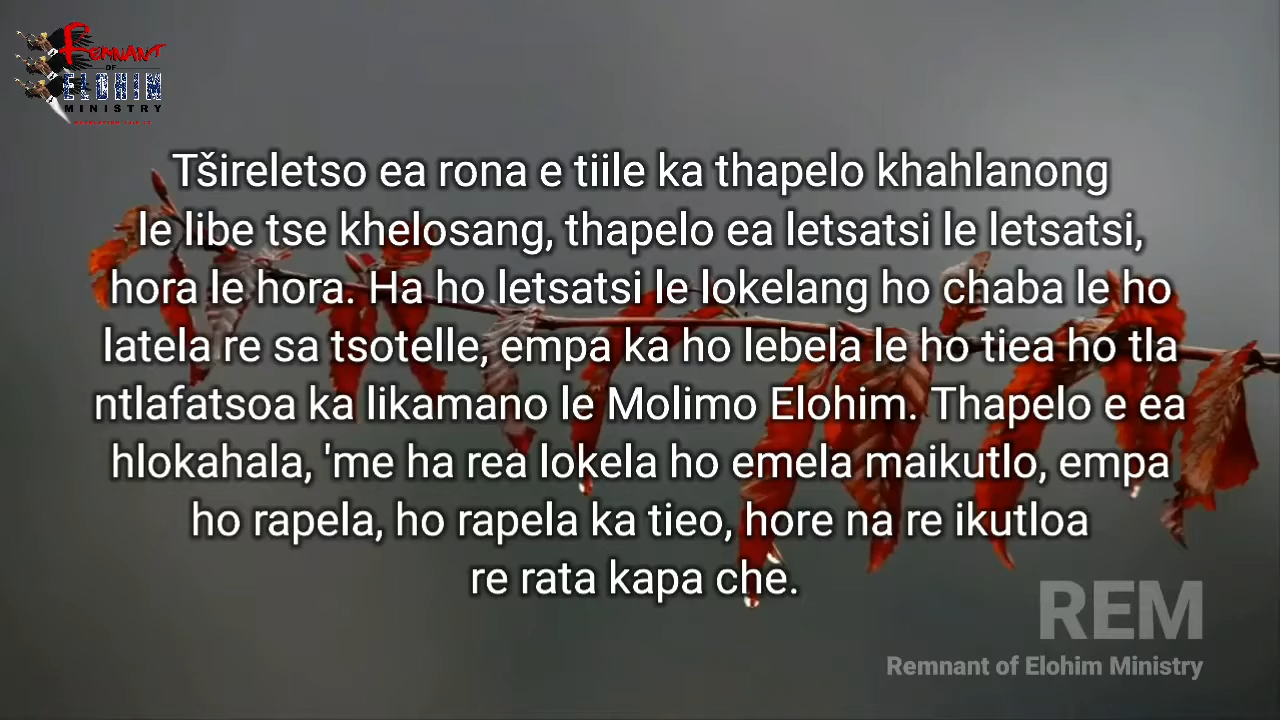 REMNANT
OF
ELOHIM
MINISTRY
Tšireletso ea rona e tiile ka thapelo khahlanong
le libe tse khelosang, thapelo ea letsatsi le letsatsi,
hora le hora. Ha ho letsatsi le lokelang ho chaba le ho
latela re sa tsotelle, empa ka ho lebela le ho tiea ho tla
ntlafatsoa ka likamano le Molimo Elohim. Thapelo e ea
hlokahala, 'me ha rea lokela ho emela maikutlo, empa
ho rapela, ho rapela ka tieo, hore na re ikutloa
re rata kapa che.
REM
Remnant of Elohim Ministry